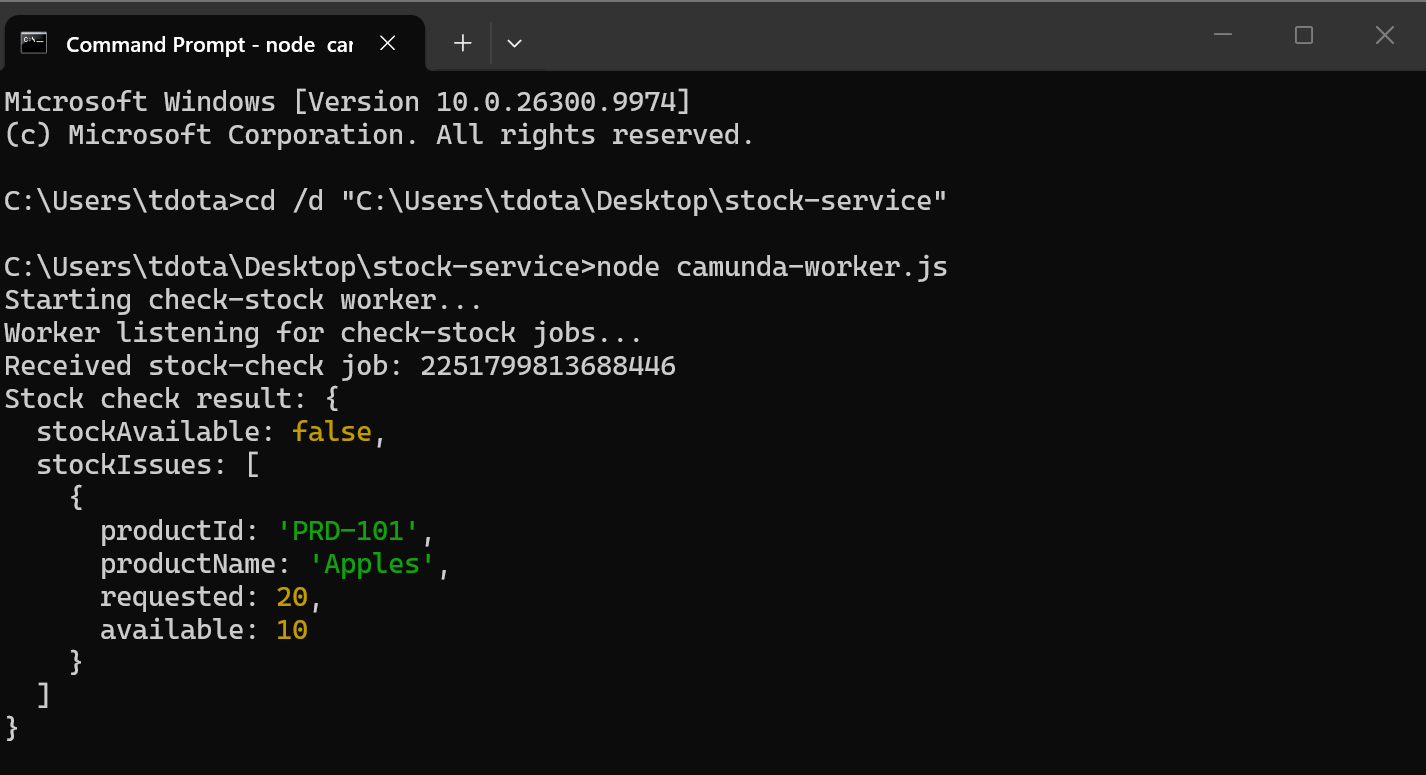 Command Prompt - node car
Microsoft Windows [Version 10.0.26300.9974]
(c) Microsoft Corporation. All rights reserved.
C:\Users\tdota>cd /d "C:\Users\tdota\Desktop\stock-service"
C:\Users\tdota\Desktop\stock-service>node camunda-worker.js
Starting check-stock worker...
Worker listening for check-stock jobs...
Received stock-check job: 2251799813688446
Stock check result: {
  stockAvailable: false,
  stockIssues: [
    {
      productId: 'PRD-101',
      productName: 'Apples',
      requested: 20,
      available: 10
    }
  ]
}